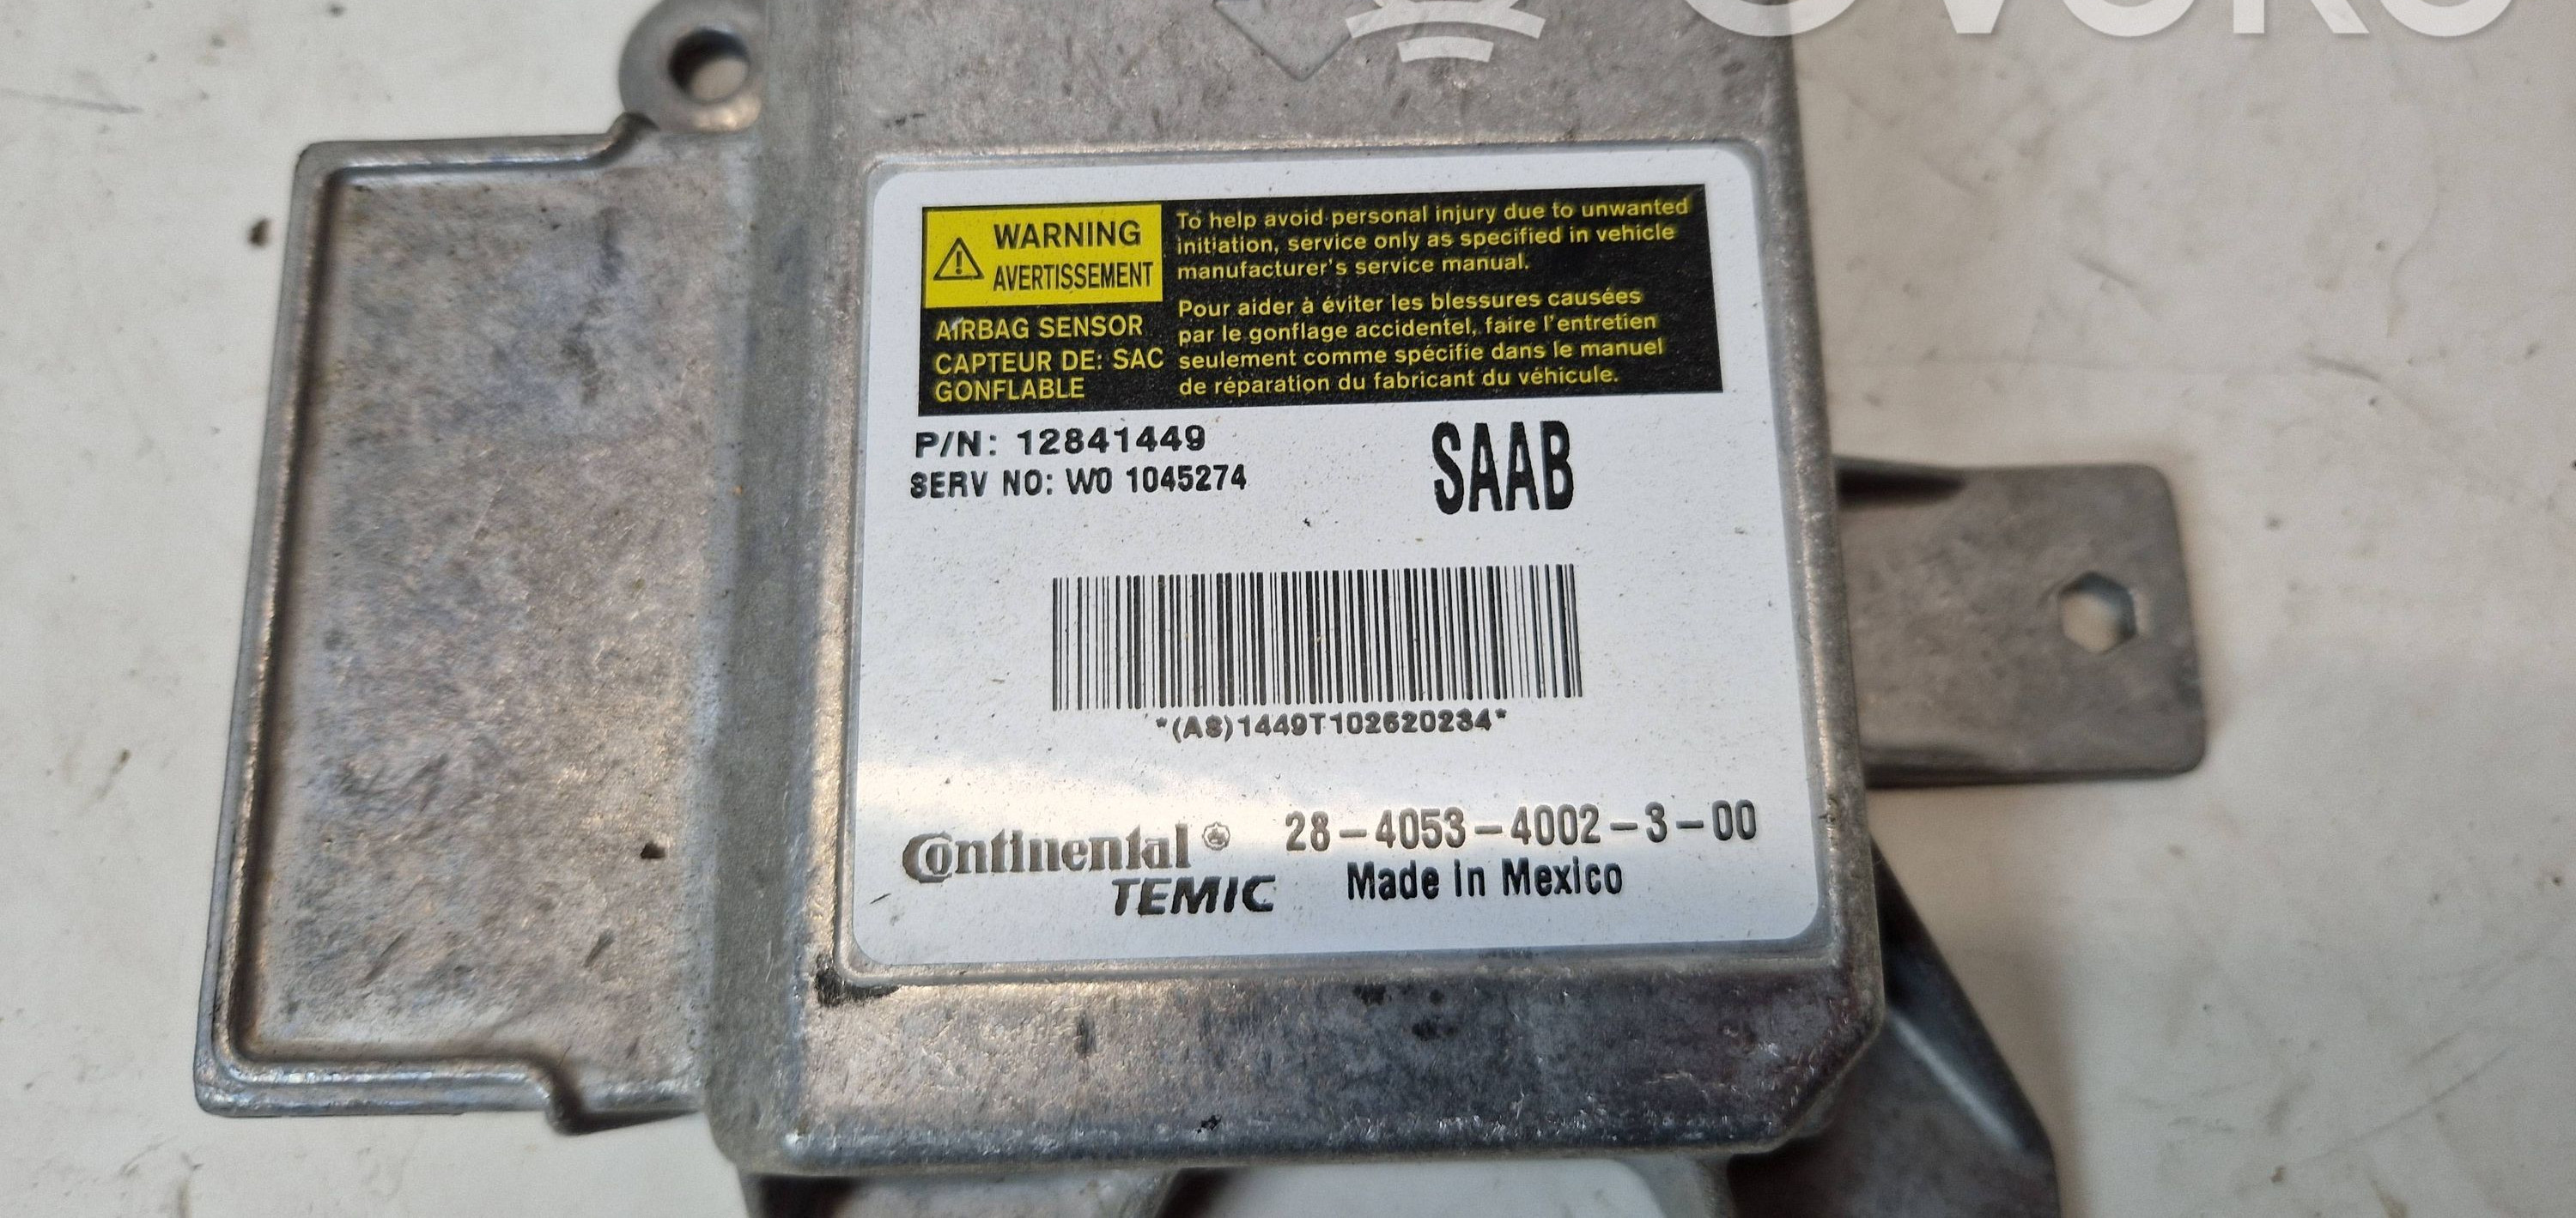 WARNING
AVERTISSEMENT
AIRBAG SENSOR
CAPTEUR DE: SAC
GONFLABLE
To help avoid personal injury due to unwanted
initiation, service only as specified in vehicle
manufacturer's service manual.
Pour aider à éviter les blessures causées
par le gonflage accidentel, faire l'entretien
seulement comme spécifie dans le manuel
de réparation du fabricant du véhicule.
P/N: 12841449
SERV NO: W0 1045274
SAAB
*(AS)1449T102620234*
Continental
TEMIC
28-4053-4002-3-00
Made in Mexico